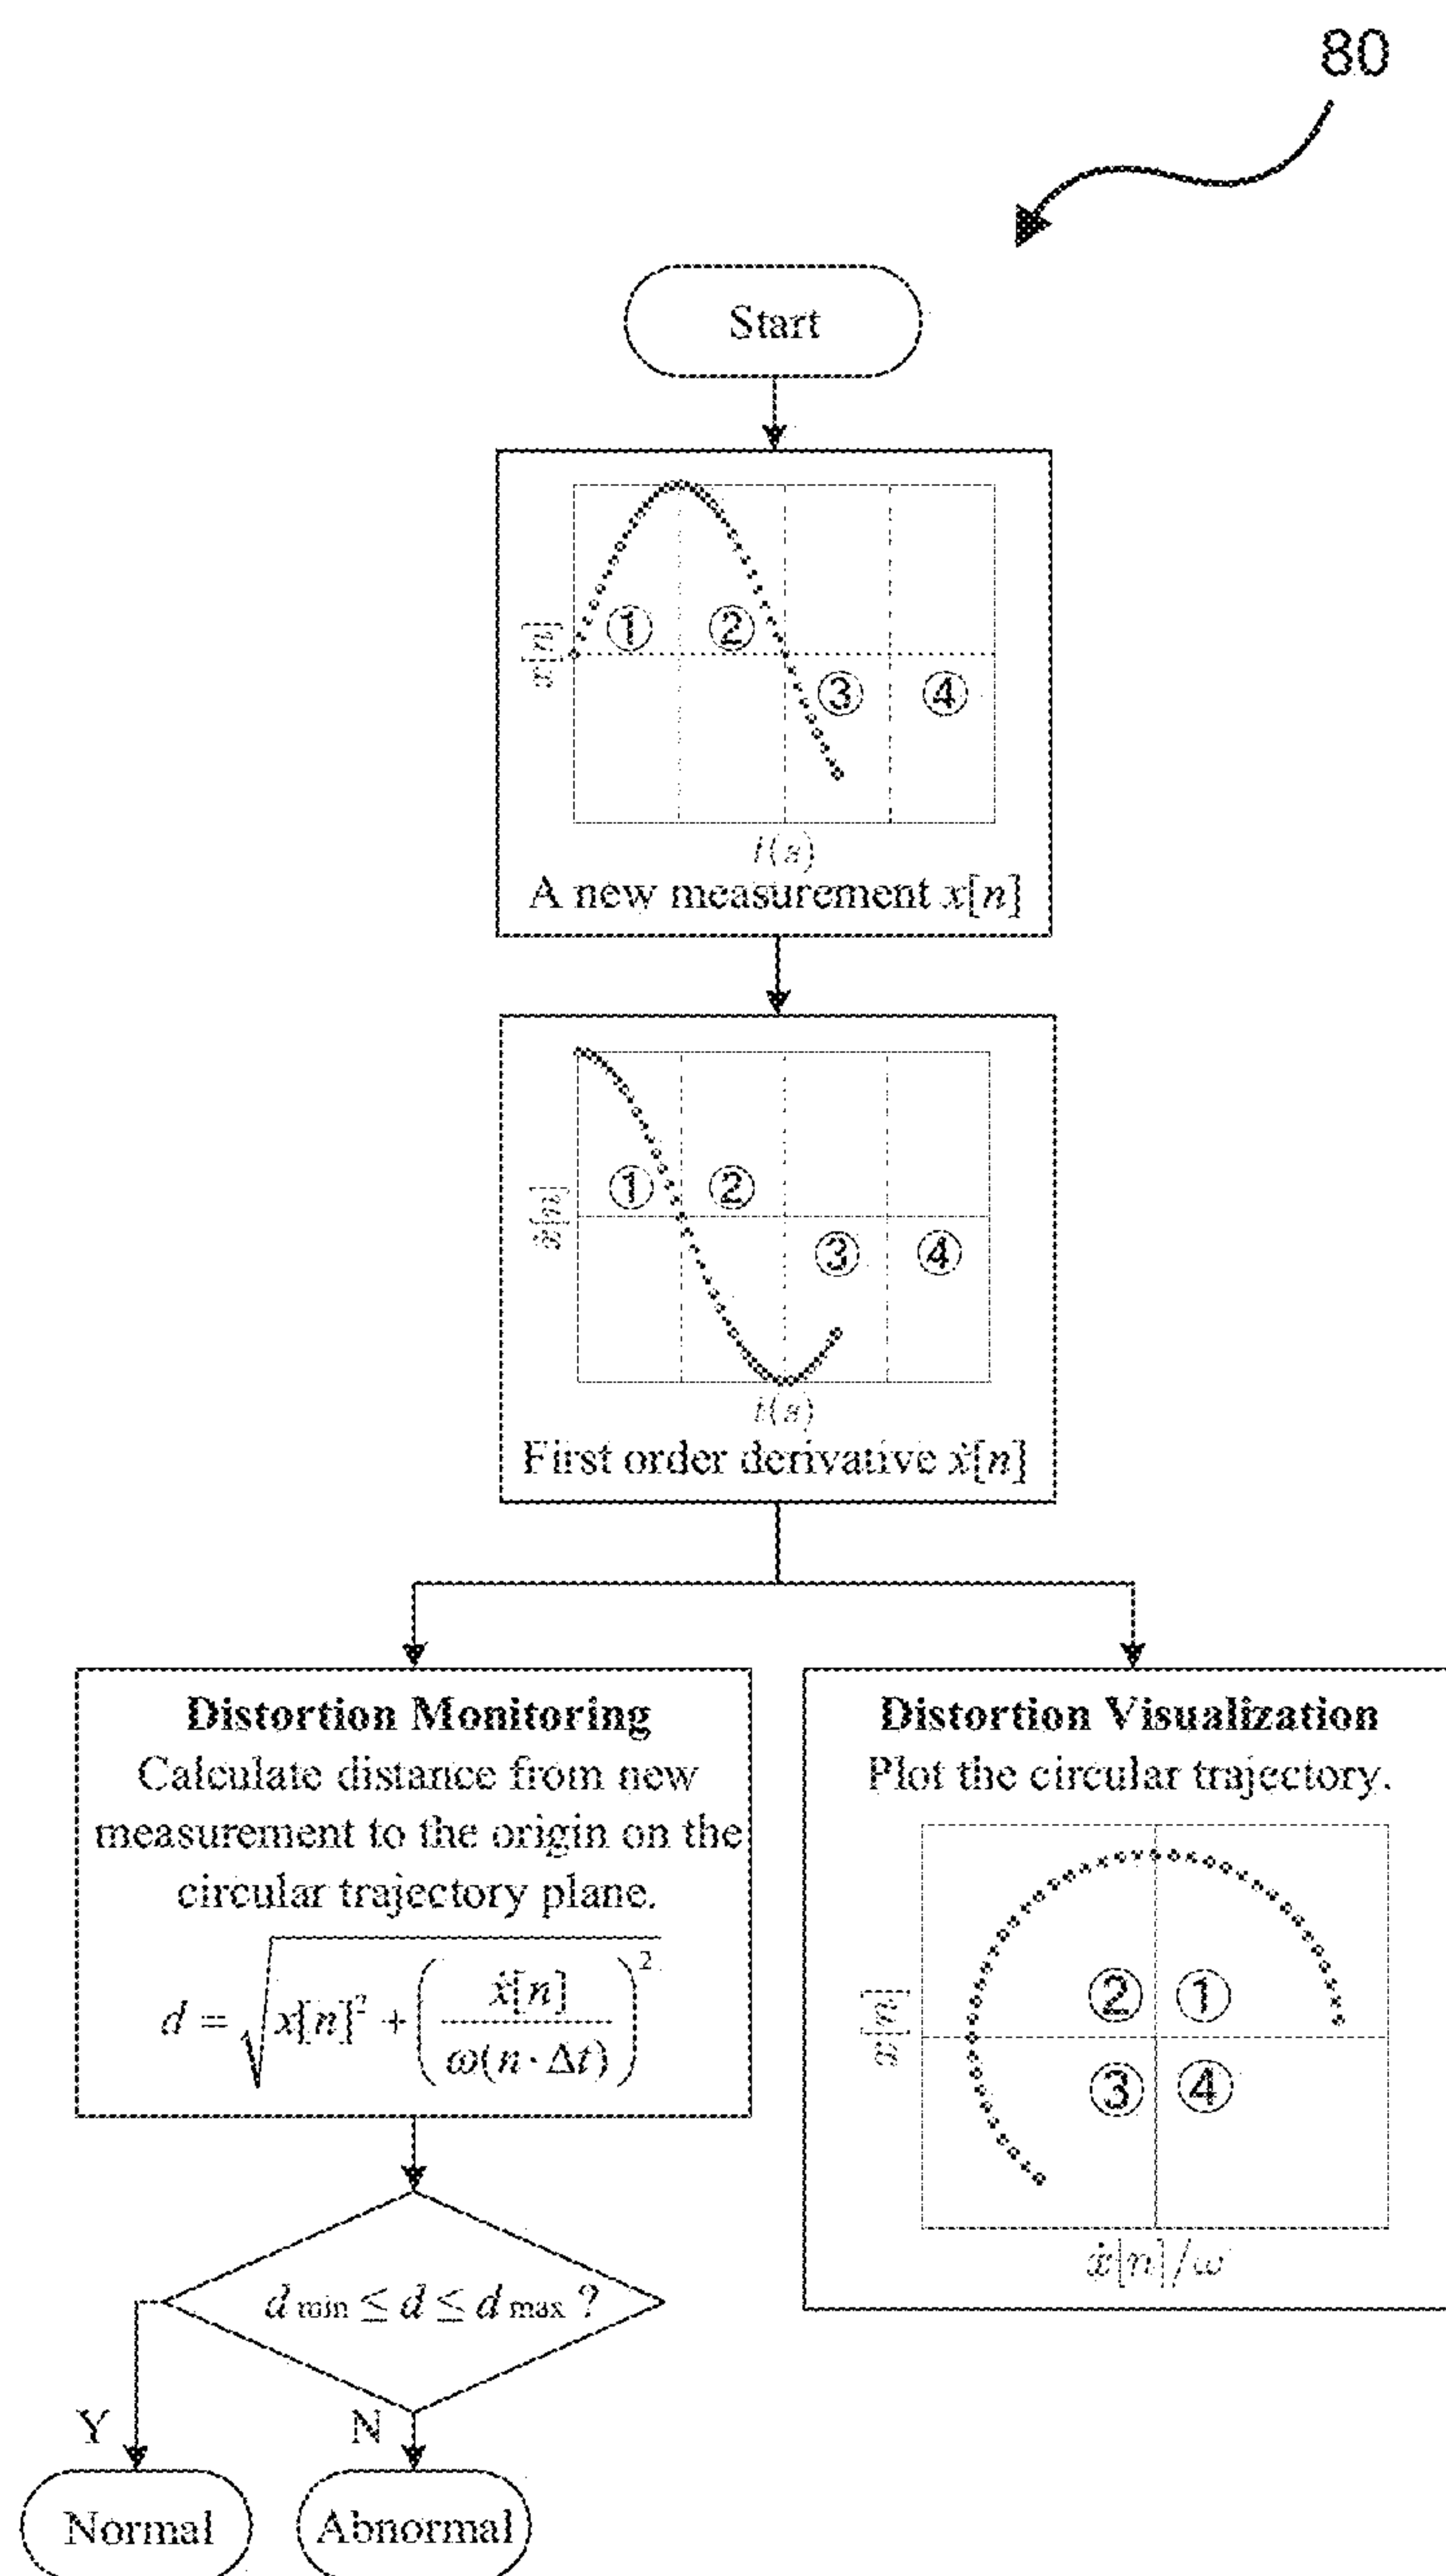 80
Start
① ②
x[n]
③ ④
t(s)
A new measurement x[n]
① ②
ẋ[n]
③ ④
t(s)
First order derivative ẋ[n]
Distortion Monitoring
Calculate distance from new
measurement to the origin on the
circular trajectory plane.
d = √(x[n]² + (ẋ[n] / ω(n · Δt))²)
Distortion Visualization
Plot the circular trajectory.
② ①
x[n]
③ ④
ẋ[n]/ω
d min ≤ d ≤ d max ?
Y N
Normal Abnormal